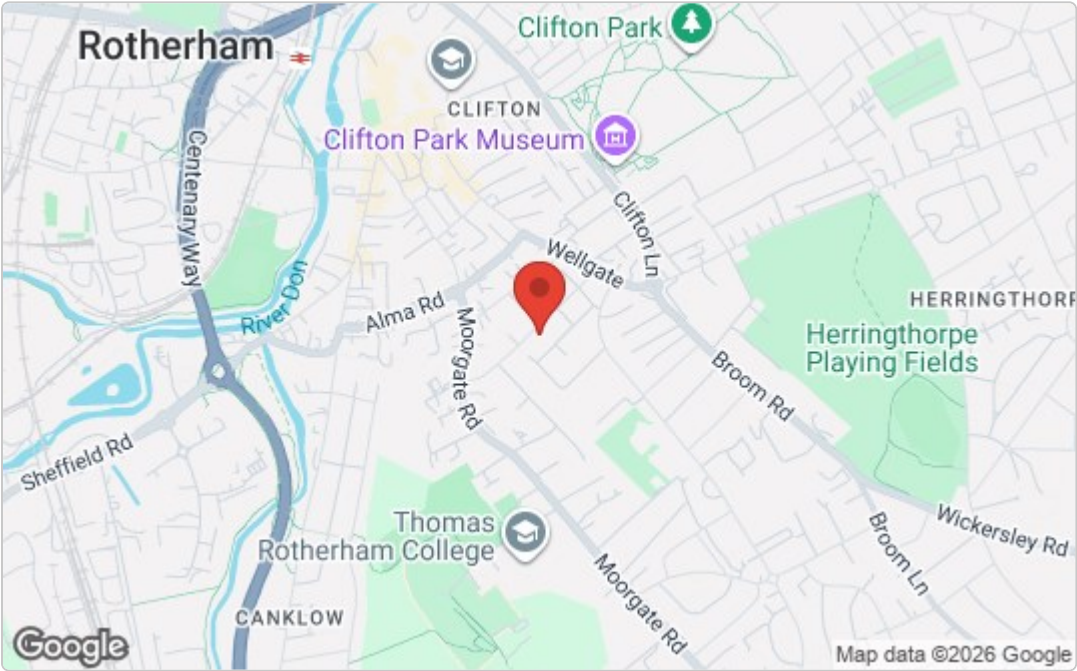 Clifton Park
Rotherham
CLIFTON
Clifton Park Museum
Centenary Way
Clifton Ln
Wellgate
River Don
Alma Rd
HERRINGTHORP
Moorgate Rd
Herringthorpe
Playing Fields
Broom Rd
Sheffield Rd
Thomas
Rotherham College
Wickersley Rd
Broom Ln
Moorgate Rd
CANKLOW
Google
Map data ©2026 Google